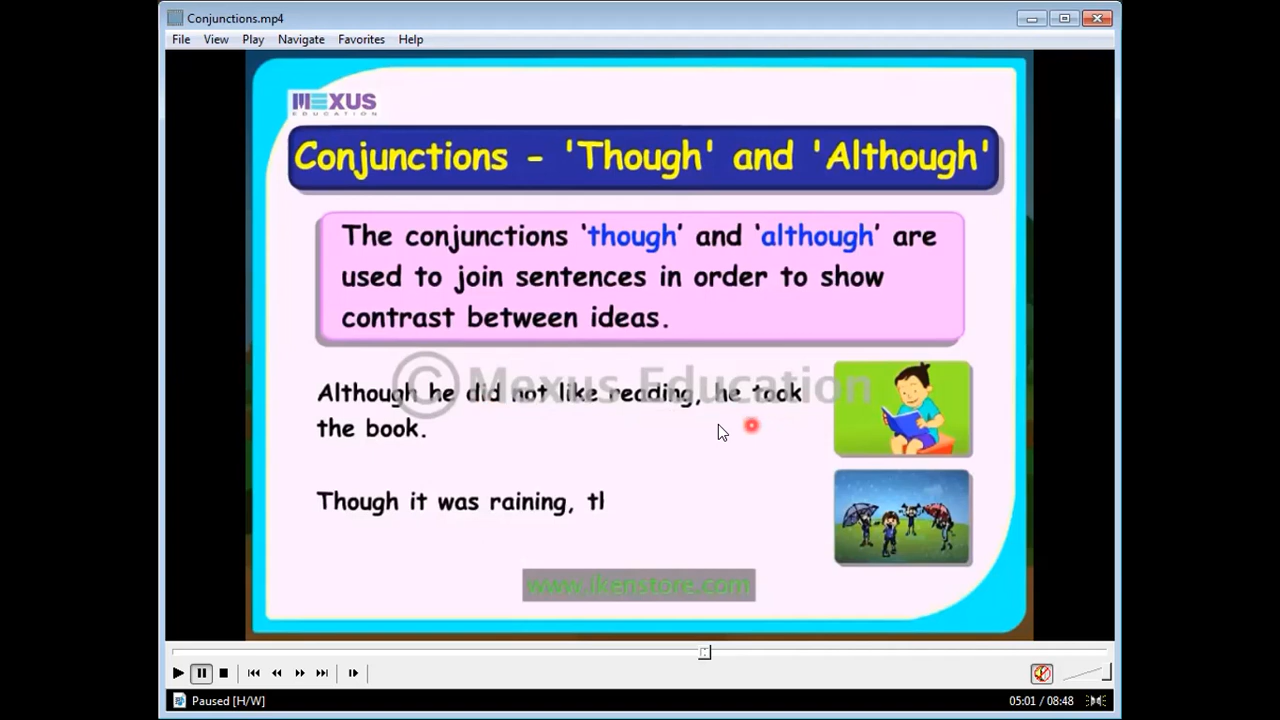 Conjunctions.mp4
File View Play Navigate Favorites Help
MEXUS
EDUCATION
Conjunctions - 'Though' and 'Although'
The conjunctions ‘though’ and ‘although’ are
used to join sentences in order to show
contrast between ideas.
© Mexus Education
Although he did not like reading, he took
the book.
Though it was raining,
www.ikenstore.com
Paused [H/W] 05:01 / 08:48